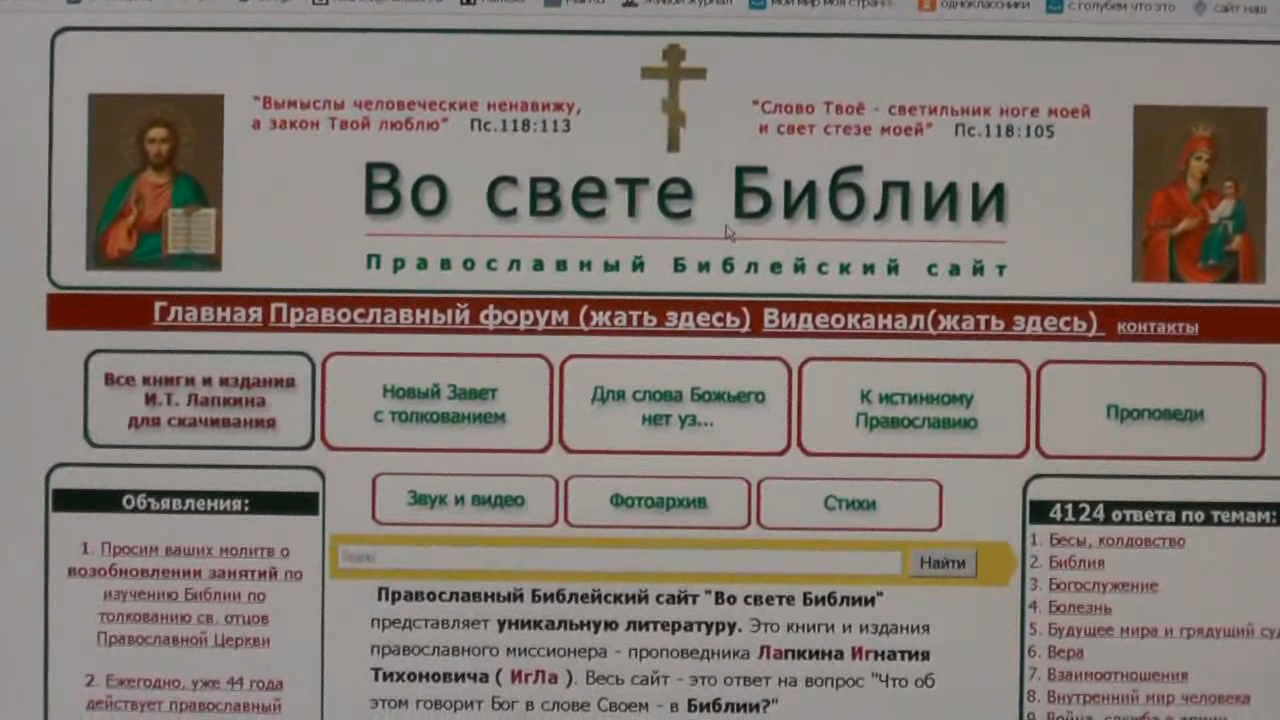 одноклассники
с голубем что это
сайт наш
"Вымыслы человеческие ненавижу,
а закон Твой люблю" Пс.118:113
"Слово Твоё - светильник ноге моей
и свет стезе моей" Пс.118:105
Во свете Библии
Православный Библейский сайт
Главная Православный форум (жать здесь) Видеоканал(жать здесь) контакты
Все книги и издания
И.Т. Лапкина
для скачивания
Новый Завет
с толкованием
Для слова Божьего
нет уз...
К истинному
Православию
Проповеди
Звук и видео
Фотоархив
Стихи
Объявления:
1. Просим ваших молитв о
возобновлении занятий по
изучению Библии по
толкованию св. отцов
Православной Церкви
2. Ежегодно, уже 44 года
действует православный
Найти
Православный Библейский сайт "Во свете Библии"
представляет уникальную литературу. Это книги и издания
православного миссионера - проповедника Лапкина Игнатия
Тихоновича ( ИгЛа ). Весь сайт - это ответ на вопрос "Что об
этом говорит Бог в слове Своем - в Библии?"
4124 ответа по темам:
1. Бесы, колдовство
2. Библия
3. Богослужение
4. Болезнь
5. Будущее мира и грядущий
6. Вера
7. Взаимоотношения
8. Внутренний мир человека